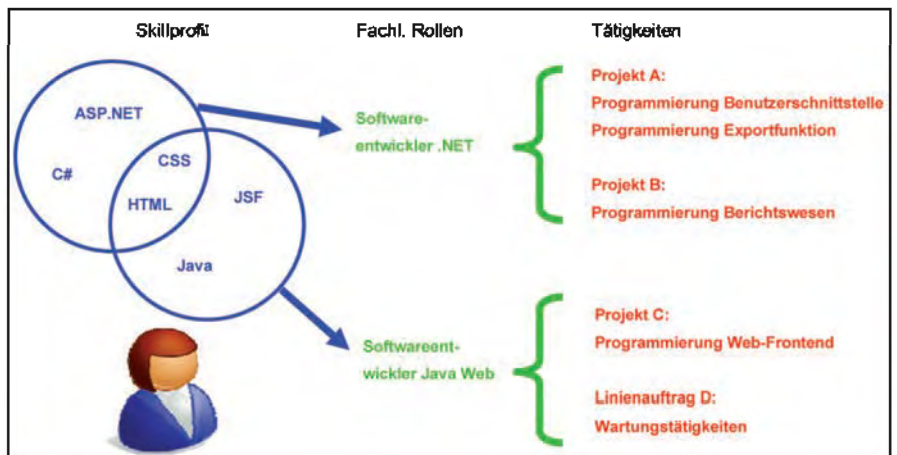 Skillprofil
Fachl. Rollen
Tätigkeiten
ASP.NET
C#
CSS
HTML
JSF
Java
Software-
entwickler .NET
Projekt A:
Programmierung Benutzerschnittstelle
Programmierung Exportfunktion
Projekt B:
Programmierung Berichtswesen
Softwareent-
wickler Java Web
Projekt C:
Programmierung Web-Frontend
Linienauftrag D:
Wartungstätigkeiten